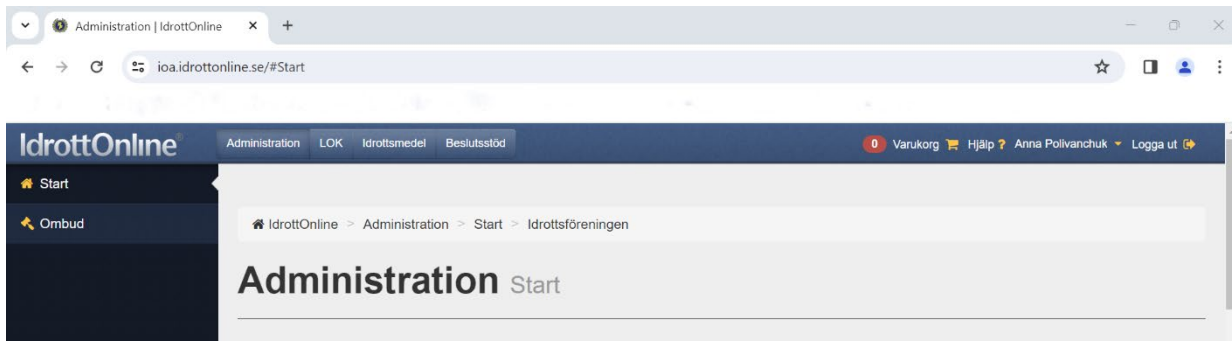 Administration | IdrottOnline
ioa.idrottonline.se/#Start
IdrottOnline® Administration LOK Idrottsmedel Beslutsstöd 0 Varukorg Hjälp ? Anna Polivanchuk Logga ut
Start
Ombud IdrottOnline > Administration > Start > Idrottsföreningen
Administration Start